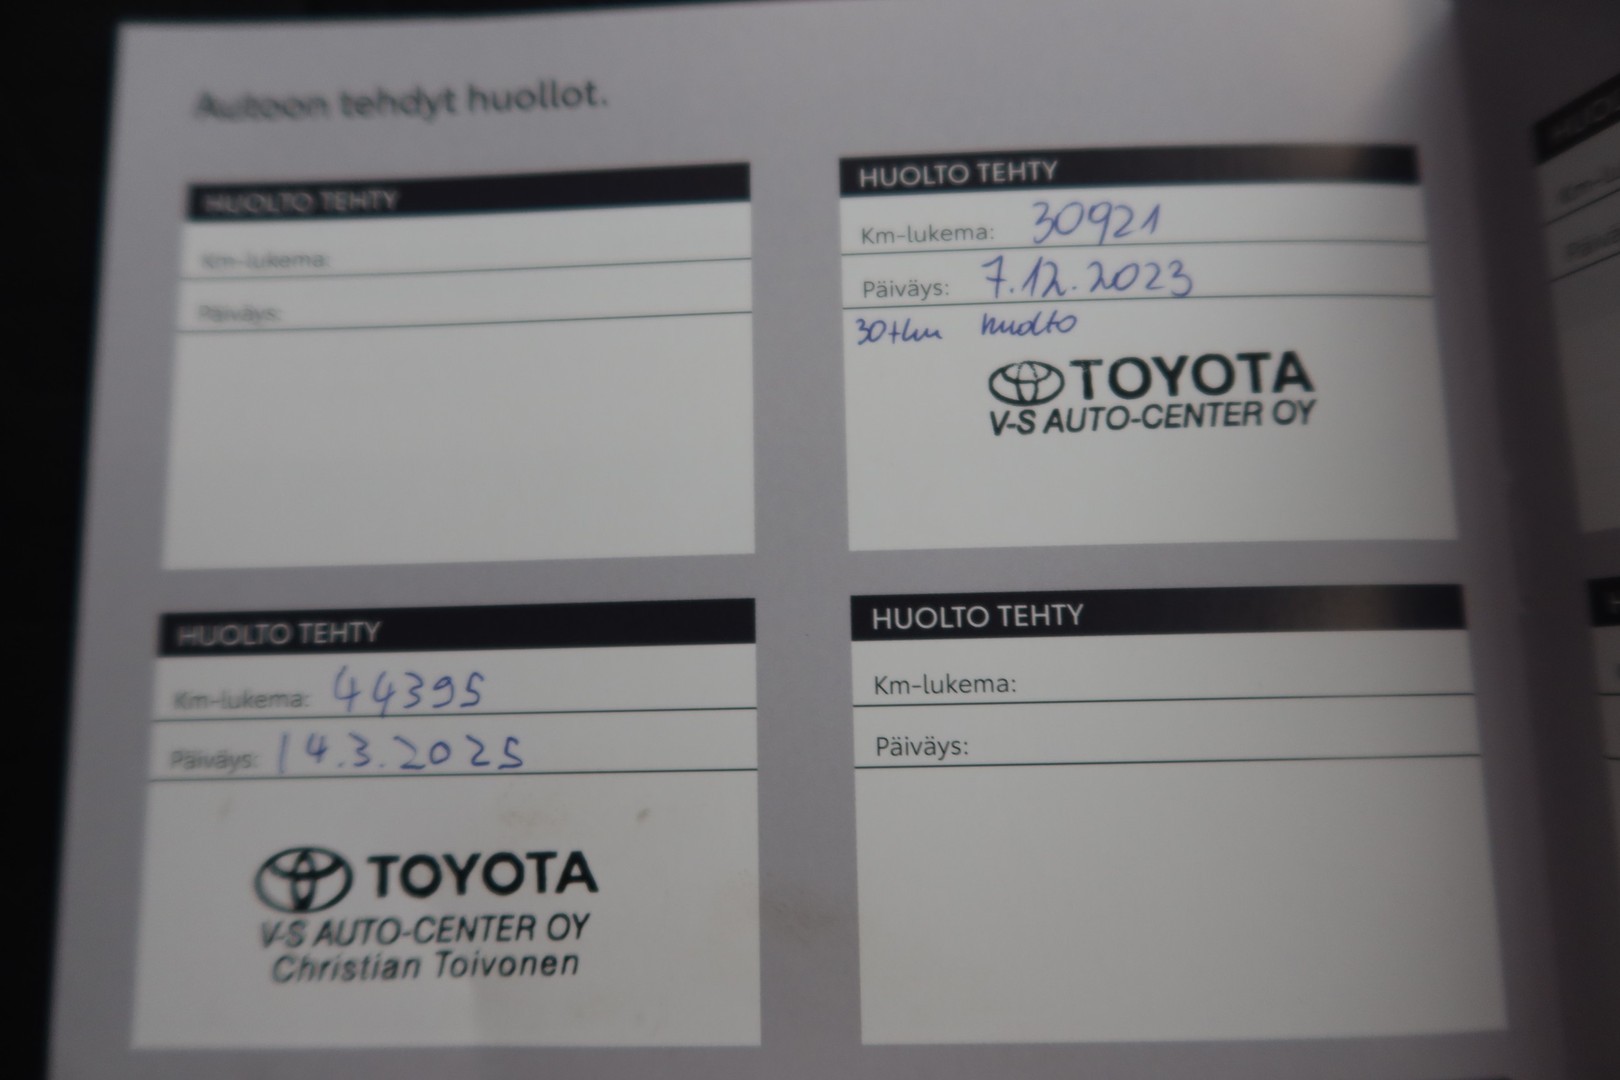 Autoon tehdyt huollot.
HUOLTO TEHTY
Km-lukema:
Päiväys:
HUOLTO TEHTY
Km-lukema: 30921
Päiväys: 7.12.2023
30tkm huolto
TOYOTA
V-S AUTO-CENTER OY
HUOLTO TEHTY
Km-lukema: 44395
Päiväys: 14.3.2025
TOYOTA
V-S AUTO-CENTER OY
Christian Toivonen
HUOLTO TEHTY
Km-lukema:
Päiväys: